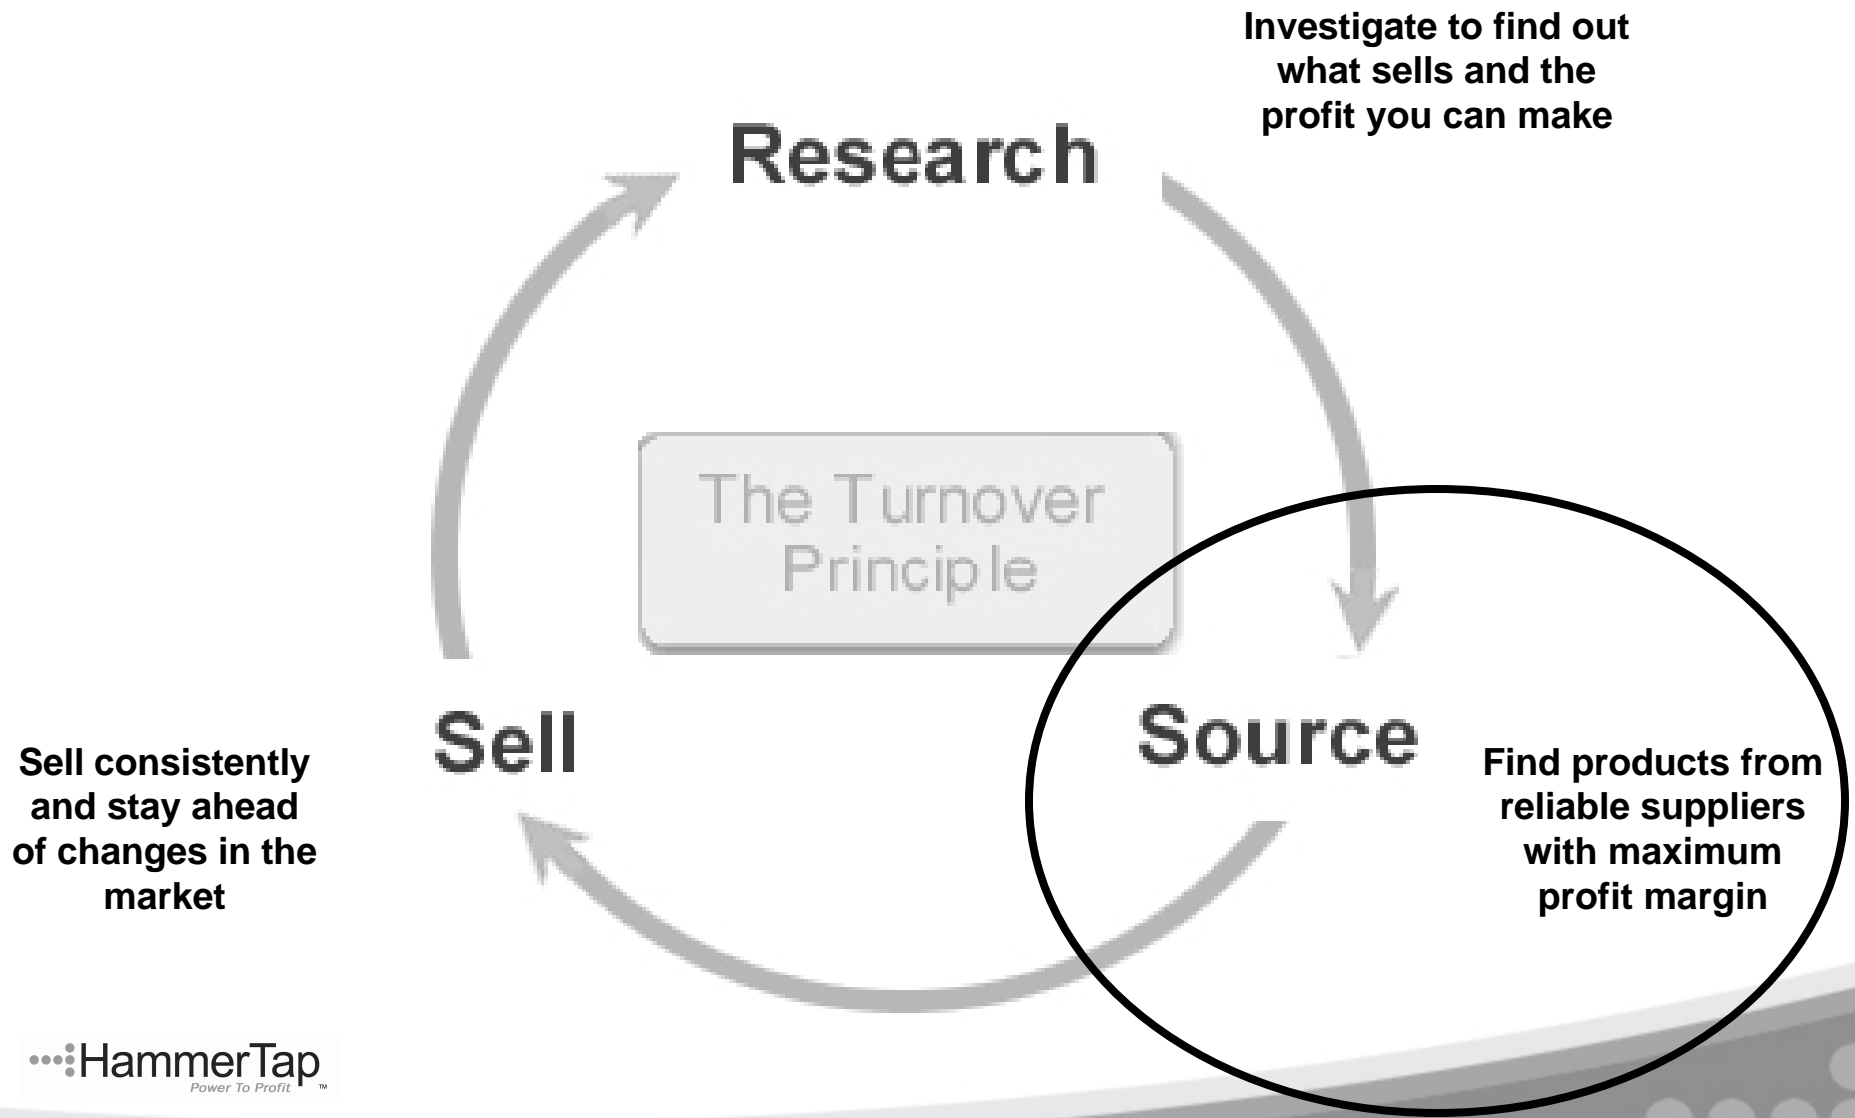 Investigate to find out
what sells and the
profit you can make
Research
The Turnover
Principle
Sell
Source
Sell consistently
and stay ahead
of changes in the
market
Find products from
reliable suppliers
with maximum
profit margin
HammerTap
Power To Profit ™